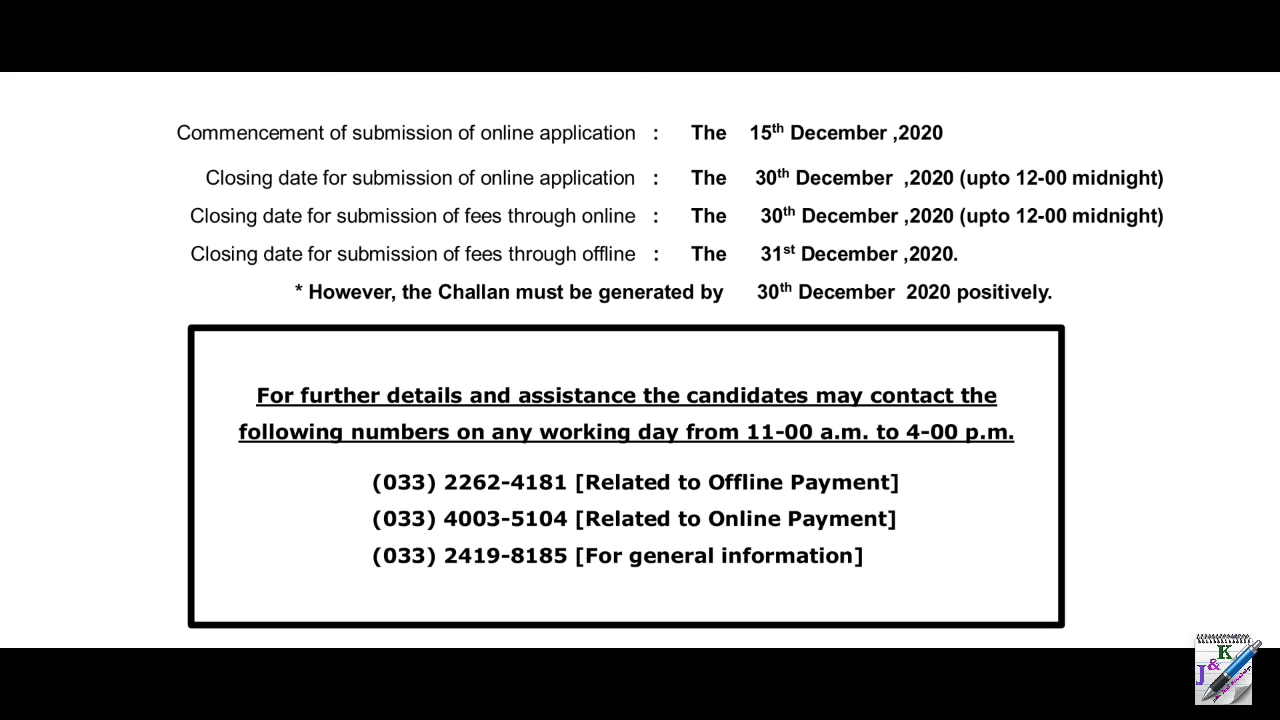 Commencement of submission of online application : The 15th December ,2020
Closing date for submission of online application : The 30th December ,2020 (upto 12-00 midnight)
Closing date for submission of fees through online : The 30th December ,2020 (upto 12-00 midnight)
Closing date for submission of fees through offline : The 31st December ,2020.
* However, the Challan must be generated by 30th December 2020 positively.
For further details and assistance the candidates may contact the
following numbers on any working day from 11-00 a.m. to 4-00 p.m.
(033) 2262-4181 [Related to Offline Payment]
(033) 4003-5104 [Related to Online Payment]
(033) 2419-8185 [For general information]
J&K